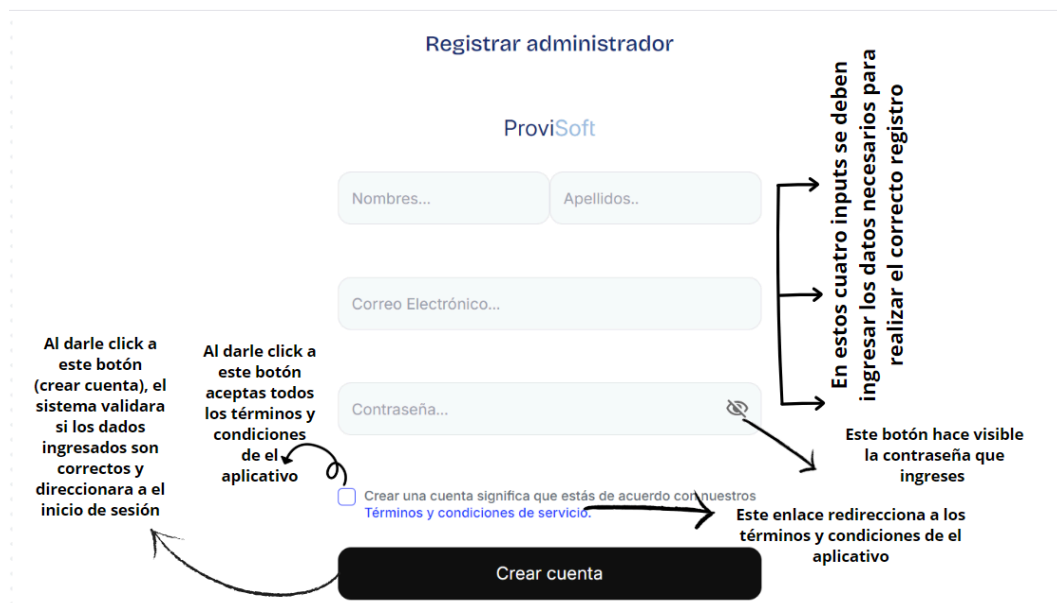 Registrar administrador
ProviSoft
Nombres...
Apellidos..
Correo Electrónico...
Contraseña...
Crear una cuenta significa que estás de acuerdo con nuestros
Términos y condiciones de servicio.
Crear cuenta
En estos cuatro inputs se deben
ingresar los datos necesarios para
realizar el correcto registro
Al darle click a
este botón
(crear cuenta), el
sistema validara
si los dados
ingresados son
correctos y
direccionara a el
inicio de sesión
Al darle click a
este botón
aceptas todos
los términos y
condiciones
de el
aplicativo
Este botón hace visible
la contraseña que
ingreses
Este enlace redirecciona a los
términos y condiciones de el
aplicativo